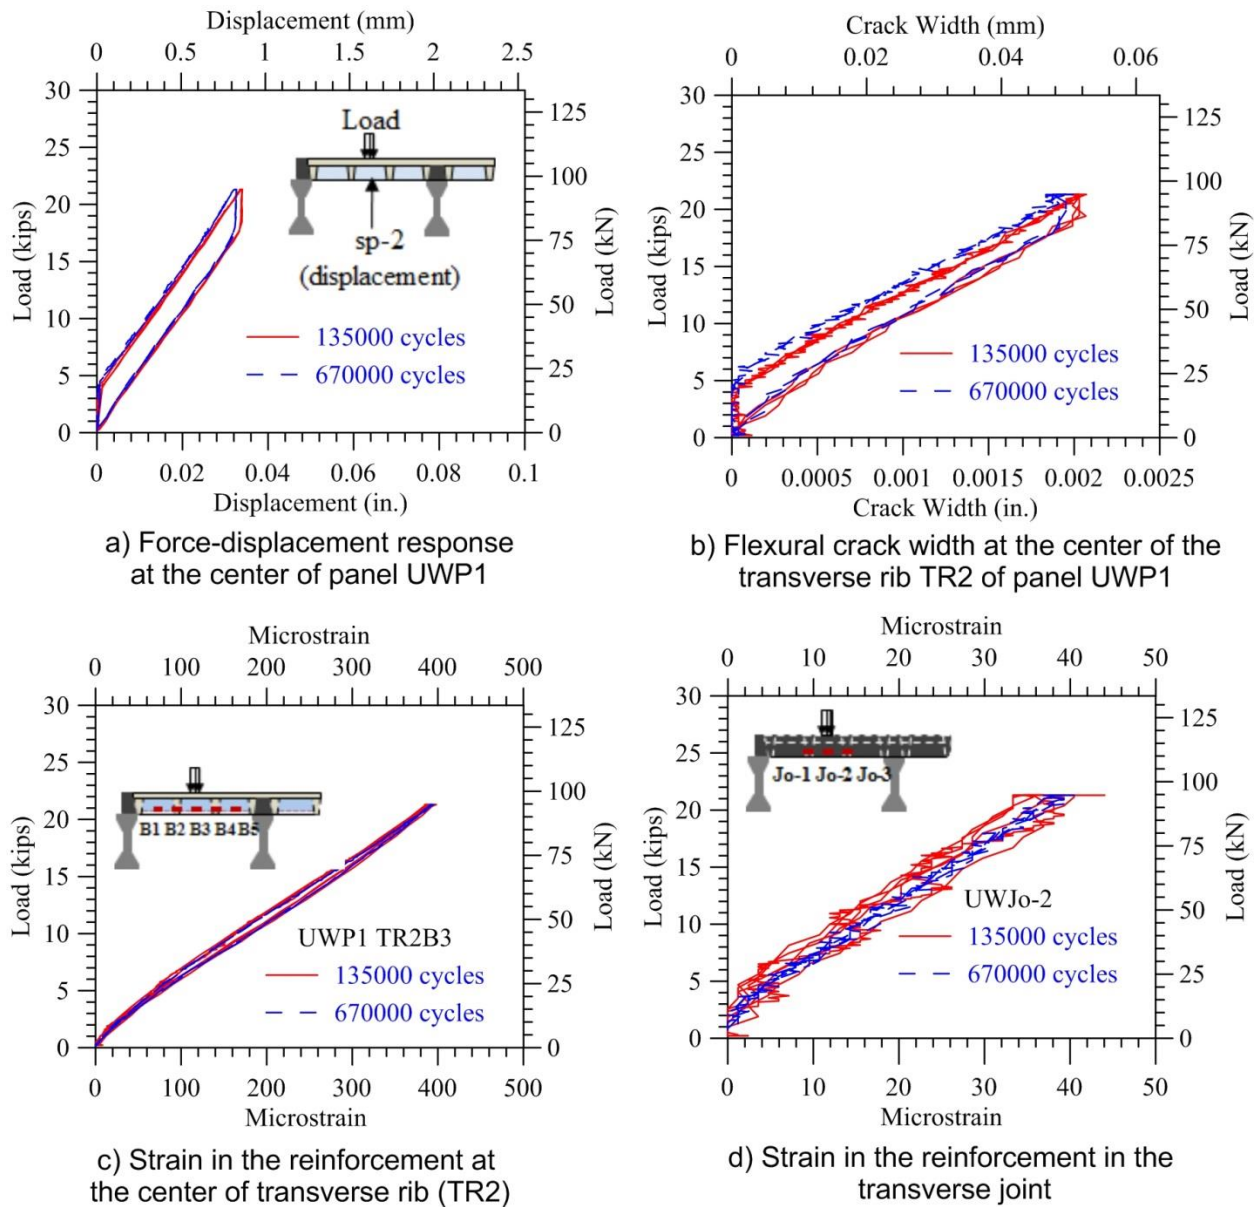 Displacement (mm)
0 0.5 1 1.5 2 2.5
30
25
20
15
10
5
0
Load (kips)
125
100
75
50
25
0
Load (kN)
Load
sp-2
(displacement)
135000 cycles
670000 cycles
0 0.02 0.04 0.06 0.08 0.1
Displacement (in.)
a) Force-displacement response
at the center of panel UWP1
Crack Width (mm)
0 0.02 0.04 0.06
30
25
20
15
10
5
0
Load (kips)
125
100
75
50
25
0
Load (kN)
135000 cycles
670000 cycles
0 0.0005 0.001 0.0015 0.002 0.0025
Crack Width (in.)
b) Flexural crack width at the center of the
transverse rib TR2 of panel UWP1
Microstrain
0 100 200 300 400 500
30
25
20
15
10
5
0
Load (kips)
125
100
75
50
25
0
Load (kN)
B1 B2 B3 B4 B5
UWP1 TR2B3
135000 cycles
670000 cycles
0 100 200 300 400 500
Microstrain
c) Strain in the reinforcement at
the center of transverse rib (TR2)
Microstrain
0 10 20 30 40 50
30
25
20
15
10
5
0
Load (kips)
125
100
75
50
25
0
Load (kN)
Jo-1 Jo-2 Jo-3
UWJo-2
135000 cycles
670000 cycles
0 10 20 30 40 50
Microstrain
d) Strain in the reinforcement in the
transverse joint